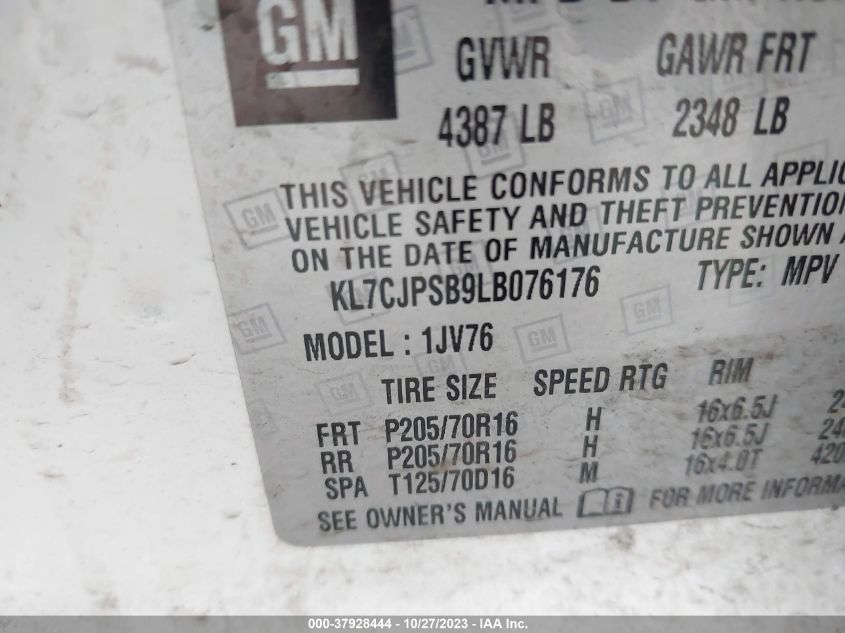 GM
GVWR GAWR FRT
4387 LB 2348 LB
THIS VEHICLE CONFORMS TO ALL
VEHICLE SAFETY AND THEFT PREVENTION
ON THE DATE OF MANUFACTURE SHOWN
KL7CJPSB9LB076176 TYPE: MPV
MODEL : 1JV76
TIRE SIZE SPEED RTG RIM
FRT P205/70R16 H 16x6.5J
RR P205/70R16 H 16x6.5J
SPA T125/70D16 M 16x4.0T 420
SEE OWNER'S MANUAL FOR MORE
000-37928444 - 10/27/2023 - IAA Inc.